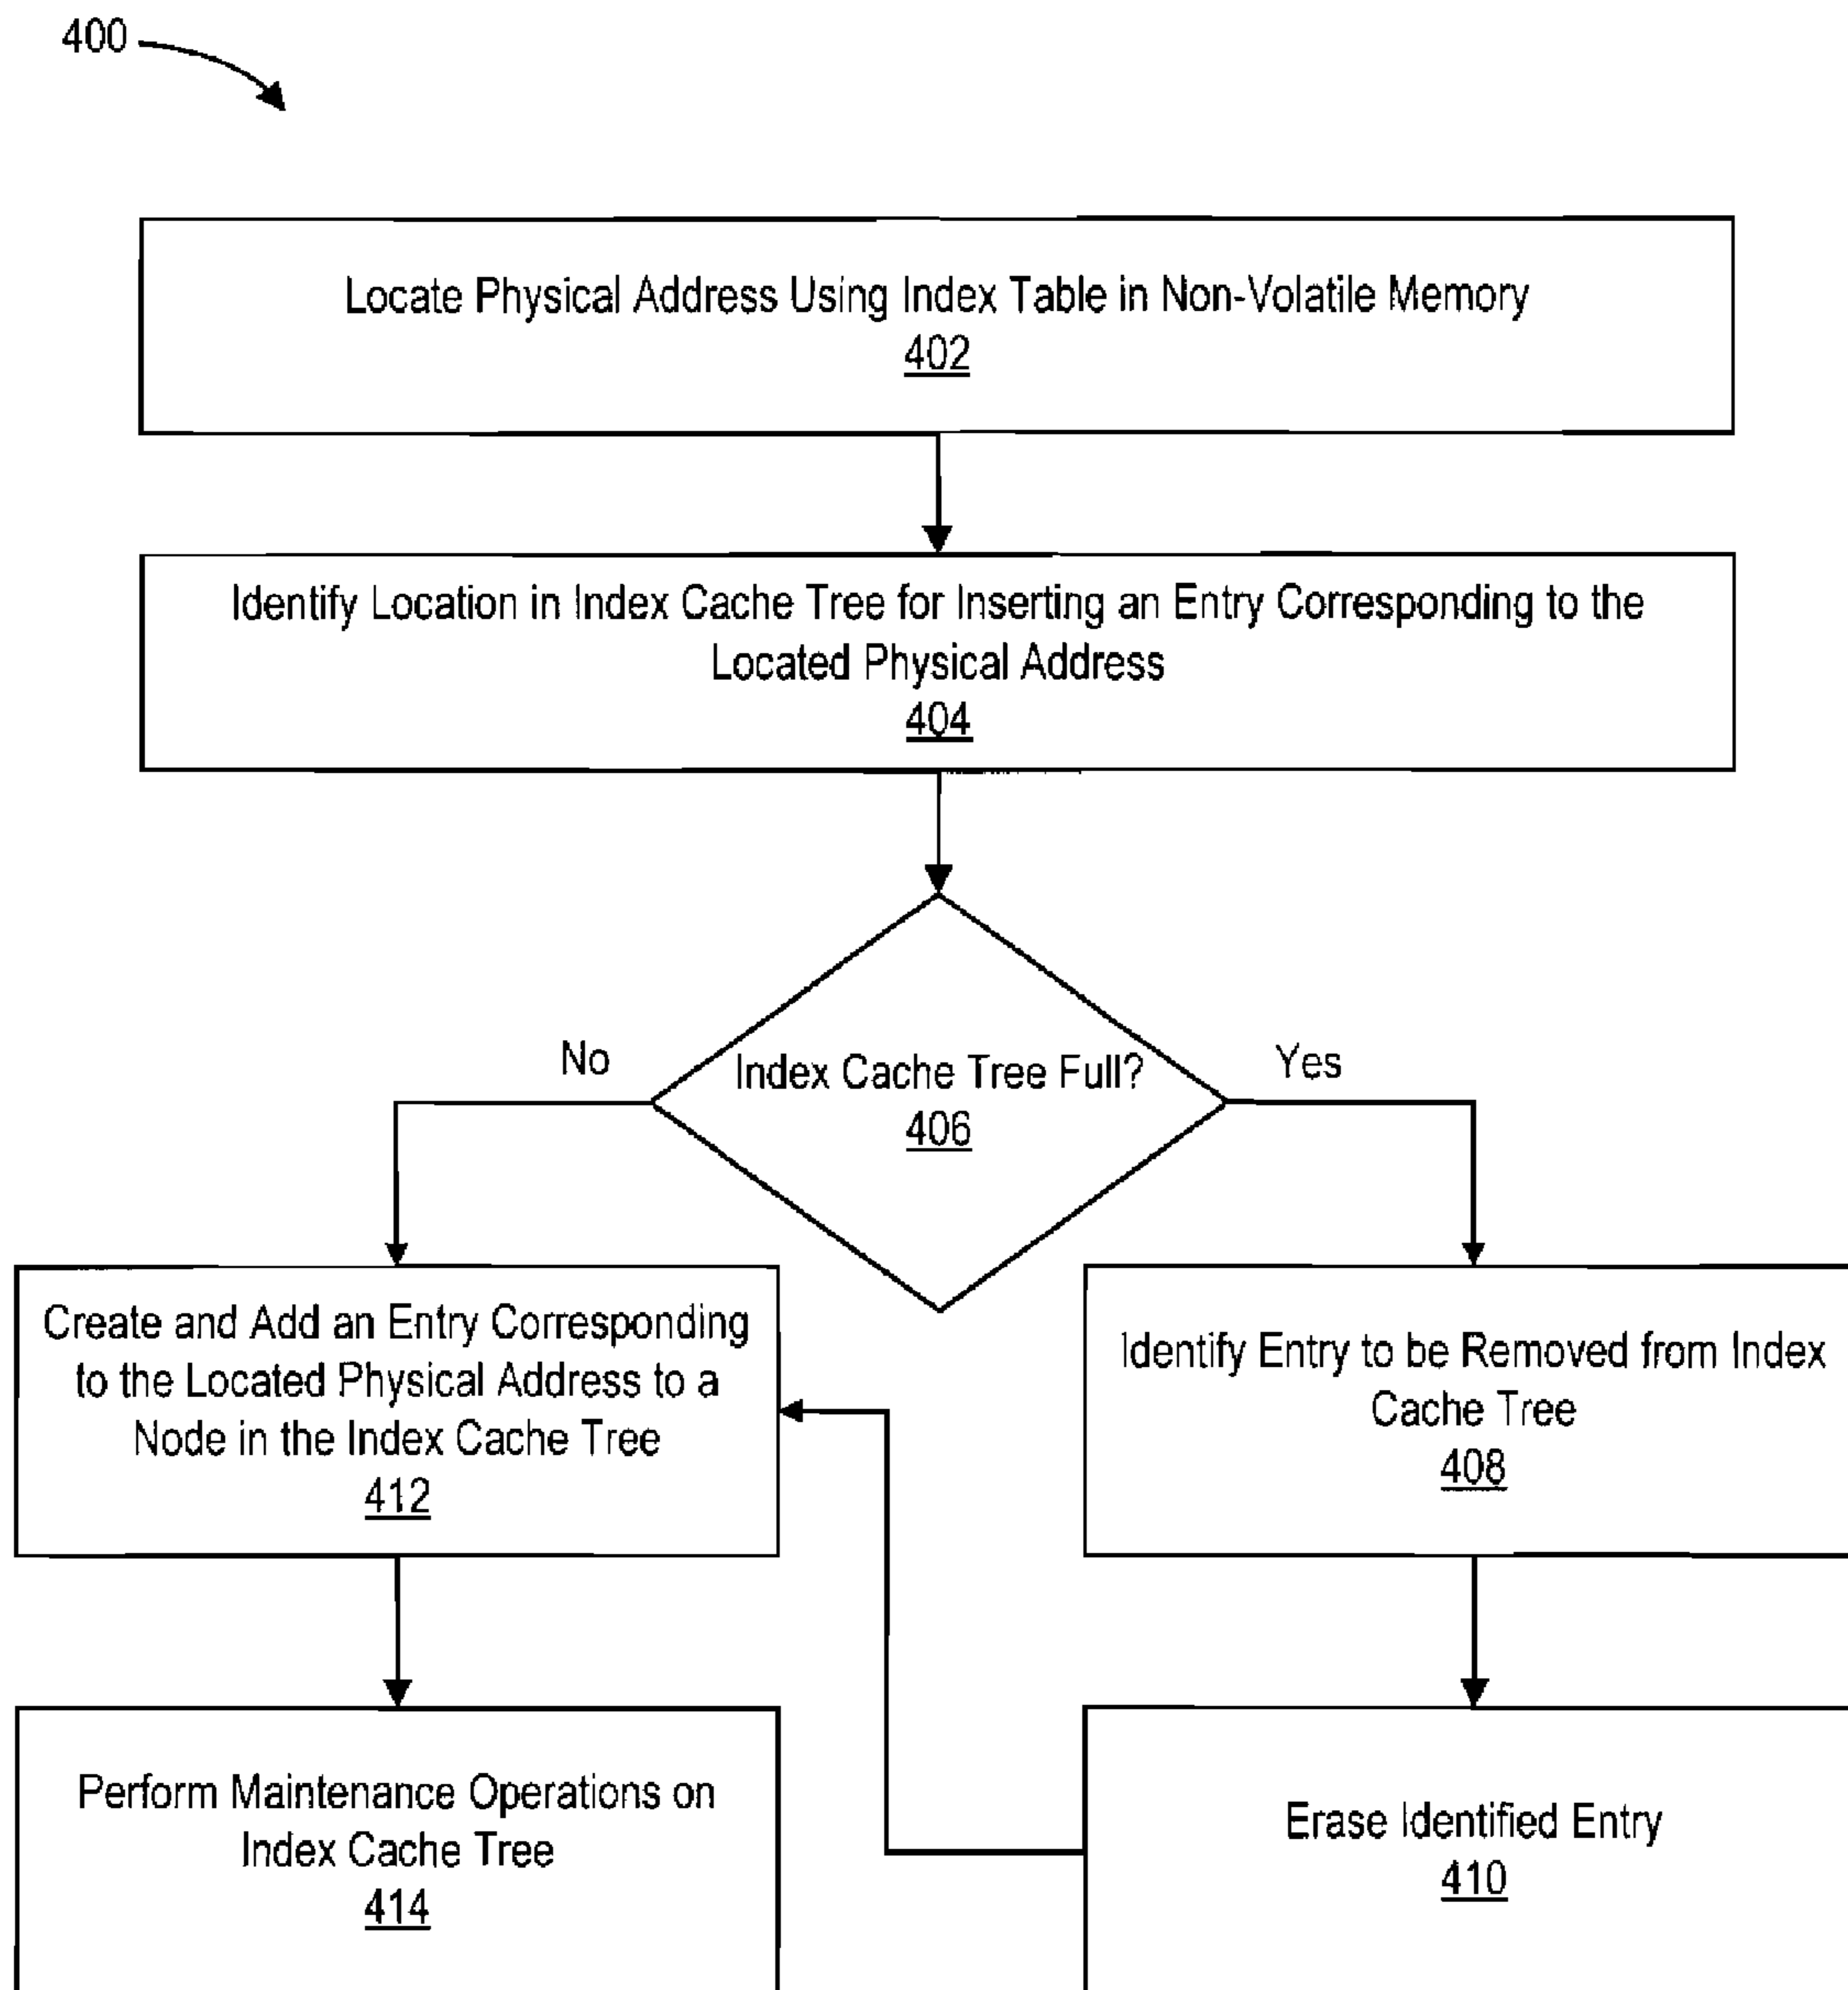 400
Locate Physical Address Using Index Table in Non-Volatile Memory
402
Identify Location in Index Cache Tree for Inserting an Entry Corresponding to the
Located Physical Address
404
Index Cache Tree Full?
406
No
Yes
Create and Add an Entry Corresponding
to the Located Physical Address to a
Node in the Index Cache Tree
412
Identify Entry to be Removed from Index
Cache Tree
408
Perform Maintenance Operations on
Index Cache Tree
414
Erase Identified Entry
410